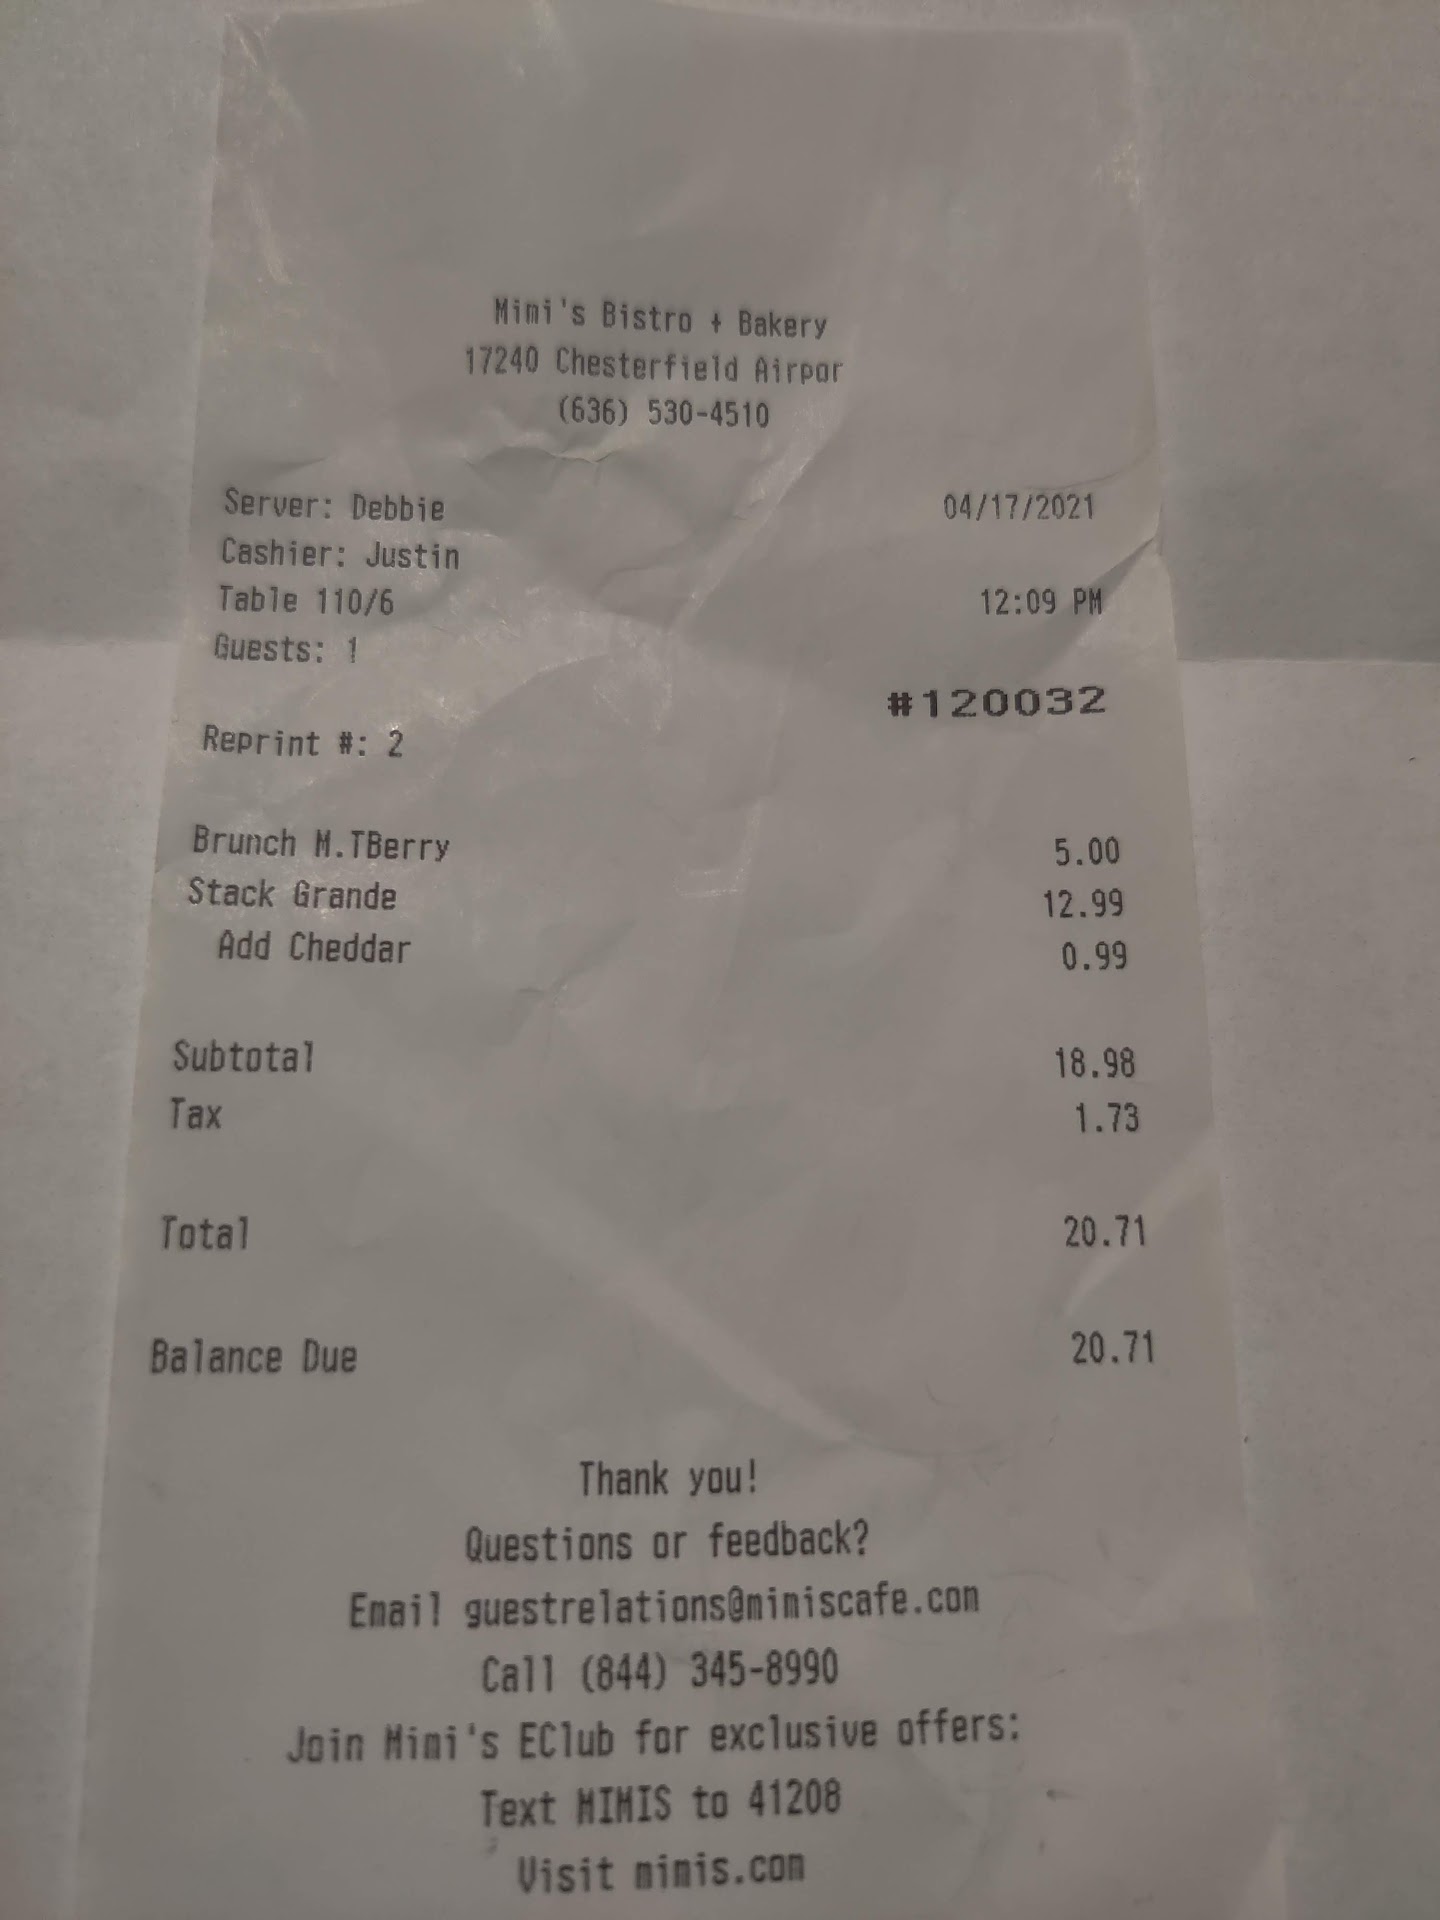 Mimi's Bistro + Bakery
17240 Chesterfield Airpor
(636) 530-4510
Server: Debbie 04/17/2021
Cashier: Justin
Table 110/6 12:09 PM
Guests: 1
#120032
Reprint #: 2
Brunch M.TBerry 5.00
Stack Grande 12.99
Add Cheddar 0.99
Subtotal 18.98
Tax 1.73
Total 20.71
Balance Due 20.71
Thank you!
Questions or feedback?
Email guestrelations@mimiscafe.com
Call (844) 345-8990
Join Mimi's EClub for exclusive offers:
Text MIMIS to 41208
Visit mimis.com